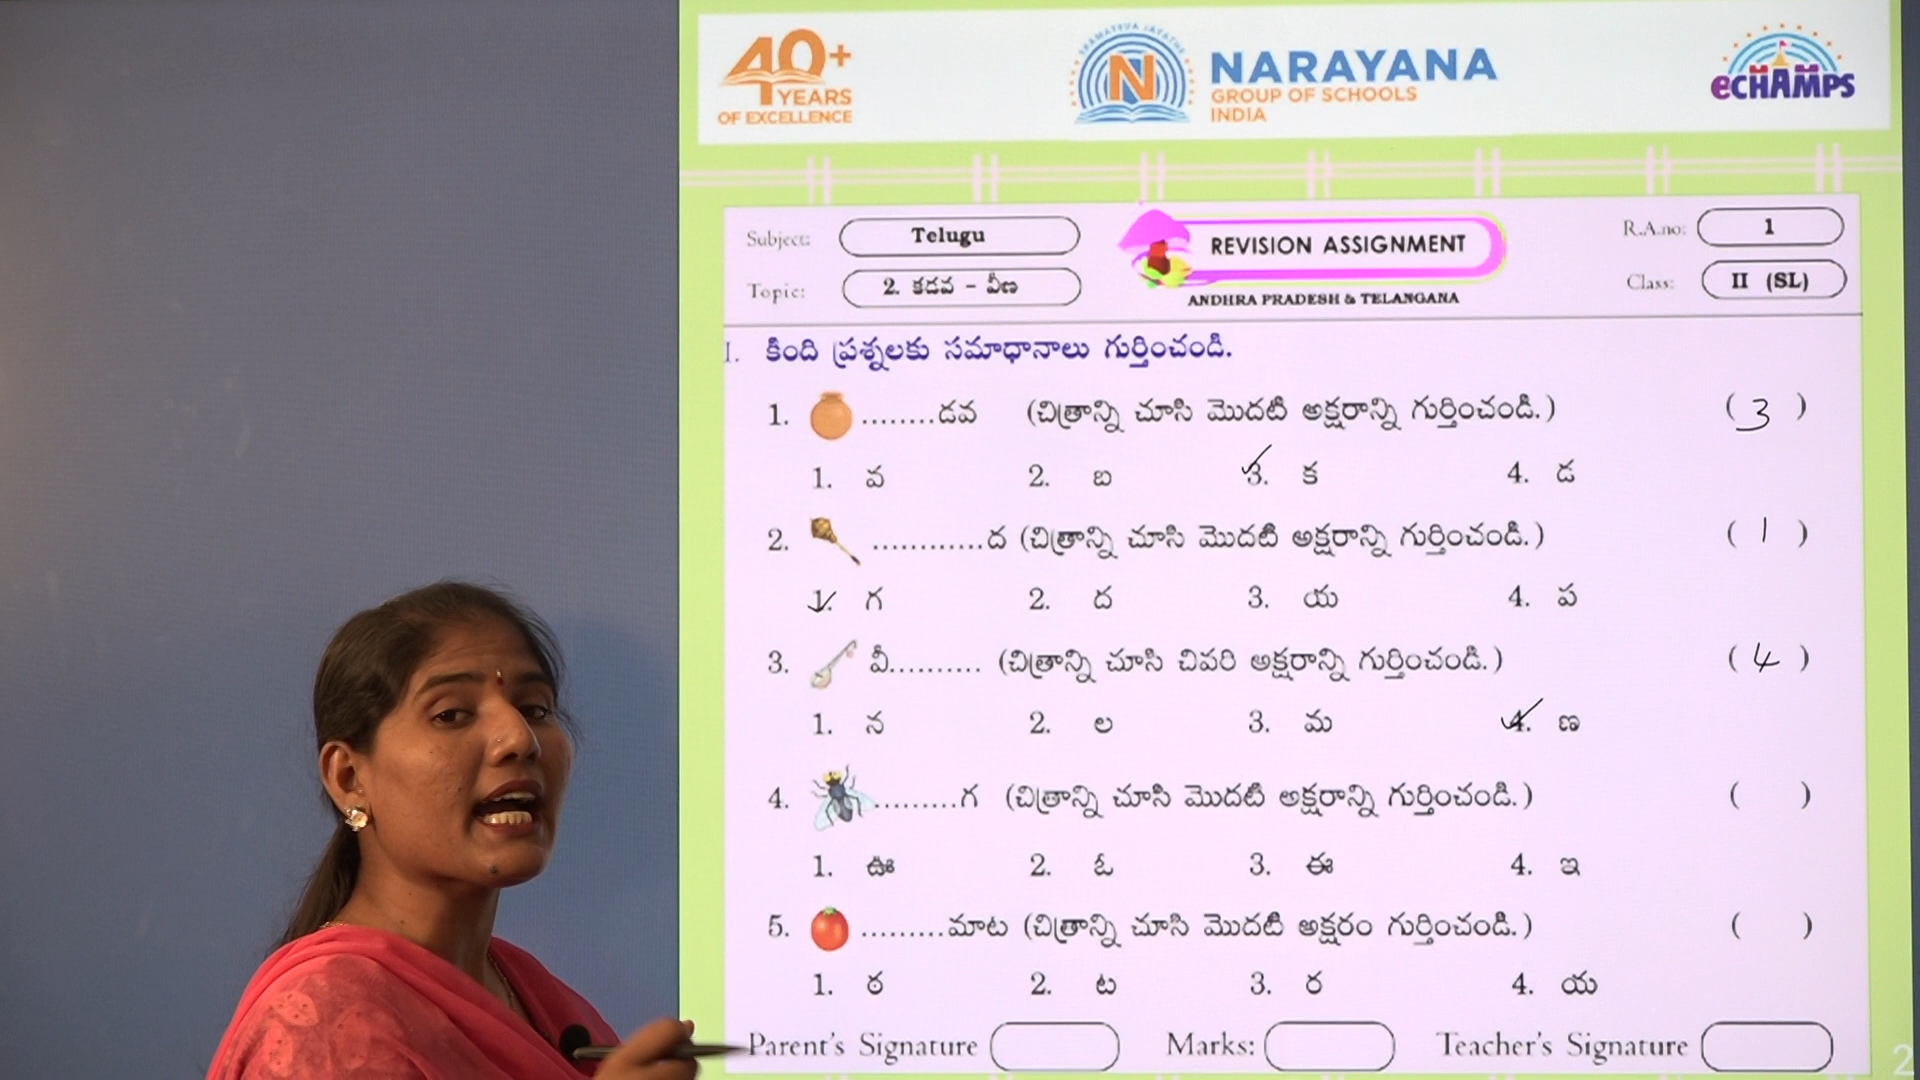 40+
YEARS
OF EXCELLENCE
SHAMAYEVA JAYATHE
N
NARAYANA
GROUP OF SCHOOLS
INDIA
eCHAMPS
Subject: Telugu
REVISION ASSIGNMENT
R.A.no: 1
Topic: 2. కడవ - వీణ
ANDHRA PRADESH & TELANGANA
Class: II (SL)
I. కింది ప్రశ్నలకు సమాధానాలు గుర్తించండి.
1. ........డవ (చిత్రాన్ని చూసి మొదటి అక్షరాన్ని గుర్తించండి.) ( 3 )
1. వ 2. బ 3. క 4. డ
2. ............ద (చిత్రాన్ని చూసి మొదటి అక్షరాన్ని గుర్తించండి.) ( 1 )
1. గ 2. ద 3. య 4. ప
3. వీ.......... (చిత్రాన్ని చూసి చివరి అక్షరాన్ని గుర్తించండి.) ( 4 )
1. న 2. ల 3. మ 4. ణ
4. .........గ (చిత్రాన్ని చూసి మొదటి అక్షరాన్ని గుర్తించండి.) ( )
1. ఊ 2. ఓ 3. ఈ 4. ఇ
5. .........మాట (చిత్రాన్ని చూసి మొదటి అక్షరం గుర్తించండి.) ( )
1. ఠ 2. ట 3. ర 4. య
Parent's Signature Marks: Teacher's Signature
2